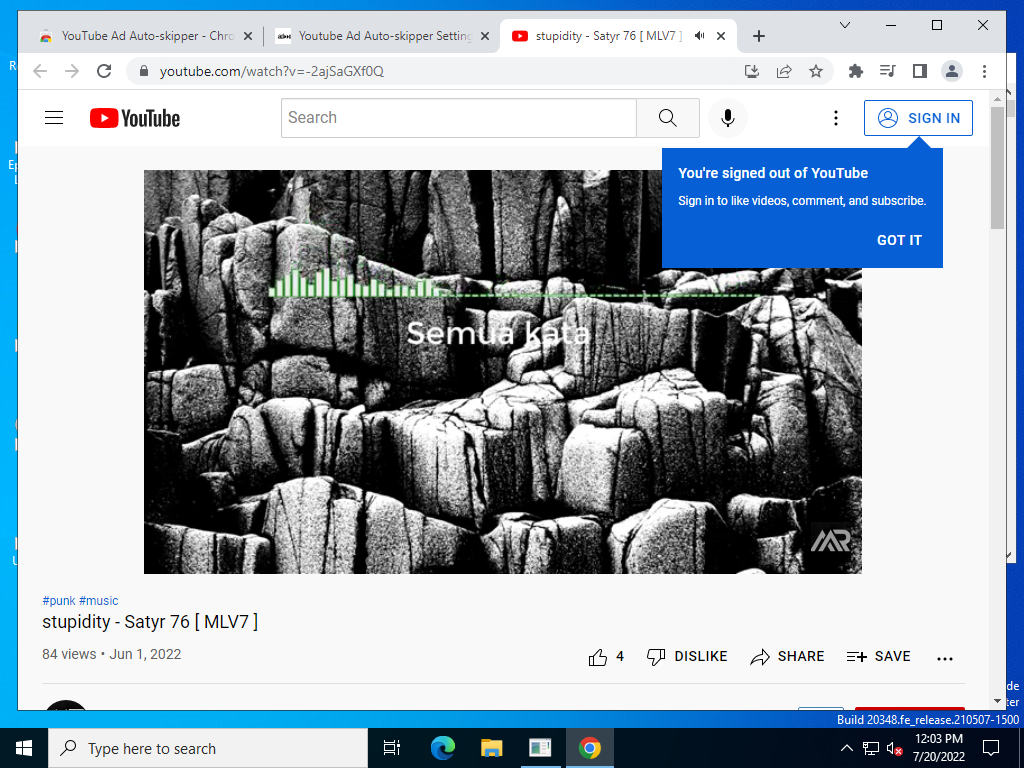 YouTube Ad Auto-skipper - Chro
Youtube Ad Auto-skipper Setting
stupidity - Satyr 76 [ MLV7 ]
youtube.com/watch?v=-2ajSaGXf0Q
YouTube
Search
SIGN IN
You're signed out of YouTube
Sign in to like videos, comment, and subscribe.
GOT IT
Semua kata
MR
#punk #music
stupidity - Satyr 76 [ MLV7 ]
84 views • Jun 1, 2022
4
DISLIKE
SHARE
SAVE
Build 20348.fe_release.210507-1500
Type here to search
12:03 PM
7/20/2022